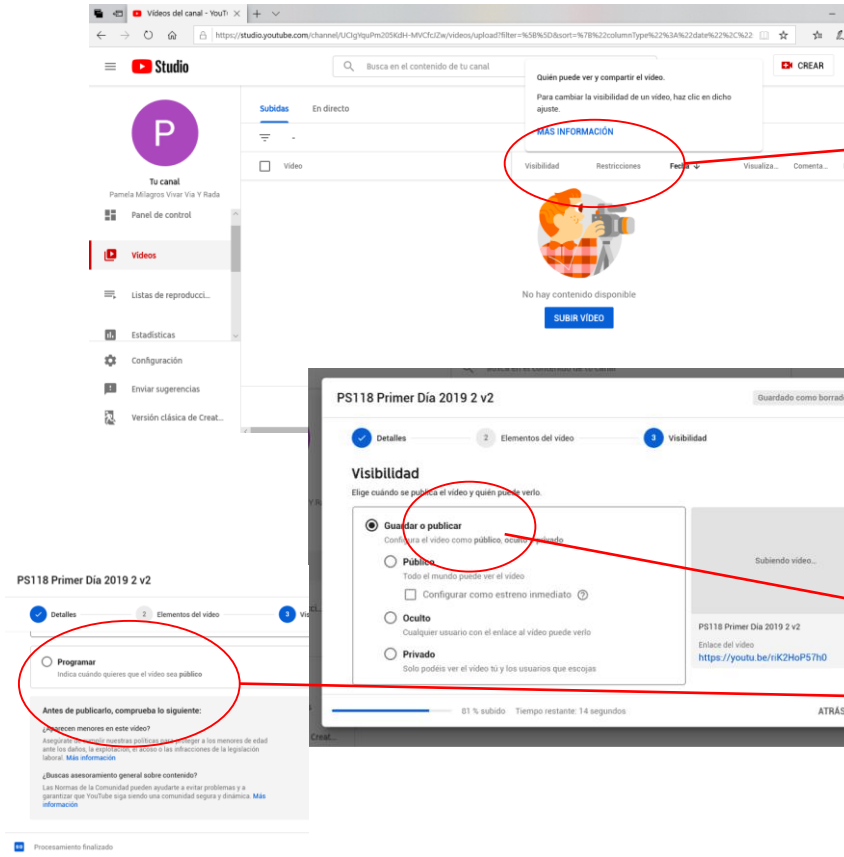 Vídeos del canal - YouT
https://studio.youtube.com/channel/UCIgYquPm205KdH-MVCfcJZw/videos/upload?filter=%5B%5D&sort=%7B%22columnType%22%3A%22date%22%2C%22
Studio
Busca en el contenido de tu canal
CREAR
Quién puede ver y compartir el vídeo.
Para cambiar la visibilidad de un vídeo, haz clic en dicho
ajuste.
MÁS INFORMACIÓN
P
Tu canal
Pamela Milagros Vivar Via Y Rada
Panel de control
Vídeos
Listas de reproducci...
Estadísticas
Configuración
Enviar sugerencias
Versión clásica de Creat...
Subidas En directo
-
Vídeo Visibilidad Restricciones Fecha Visualiza... Comenta...
No hay contenido disponible
SUBIR VÍDEO
Busca en el contenido de tu canal
PS118 Primer Día 2019 2 v2
Guardado como borrado
Detalles 2 Elementos del vídeo 3 Visibilidad
Visibilidad
Elige cuándo se publica el vídeo y quién puede verlo.
Guardar o publicar
Configura el vídeo como público, oculto o privado
Público
Todo el mundo puede ver el vídeo
Configurar como estreno inmediato
Oculto
Cualquier usuario con el enlace al vídeo puede verlo
Privado
Solo podéis ver el vídeo tú y los usuarios que escojas
Subiendo vídeo...
PS118 Primer Día 2019 2 v2
Enlace del vídeo
https://youtu.be/riK2HoP57h0
81 % subido Tiempo restante: 14 segundos
ATRÁS
Creat...
PS118 Primer Día 2019 2 v2
Detalles 2 Elementos del vídeo 3 Vis
Programar
Indica cuándo quieres que el vídeo sea público
Antes de publicarlo, comprueba lo siguiente:
¿Aparecen menores en este vídeo?
Asegúrate de cumplir nuestras políticas para proteger a los menores de edad
ante los daños, la explotación, el acoso o las infracciones de la legislación
laboral. Más información
¿Buscas asesoramiento general sobre contenido?
Las Normas de la Comunidad pueden ayudarte a evitar problemas y a
garantizar que YouTube siga siendo una comunidad segura y dinámica. Más
información
Procesamiento finalizado